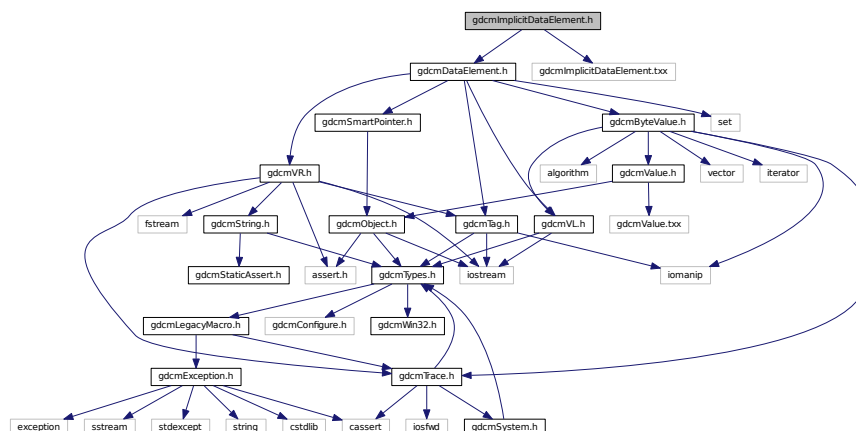 gdcmImplicitDataElement.h
gdcmDataElement.h
gdcmImplicitDataElement.txx
gdcmSmartPointer.h
gdcmByteValue.h
set
gdcmVR.h
algorithm
gdcmValue.h
vector
iterator
fstream
gdcmString.h
gdcmObject.h
gdcmTag.h
gdcmVL.h
gdcmValue.txx
gdcmStaticAssert.h
assert.h
gdcmTypes.h
iostream
iomanip
gdcmLegacyMacro.h
gdcmConfigure.h
gdcmWin32.h
gdcmException.h
gdcmTrace.h
exception
sstream
stdexcept
string
cstdlib
cassert
iosfwd
gdcmSystem.h